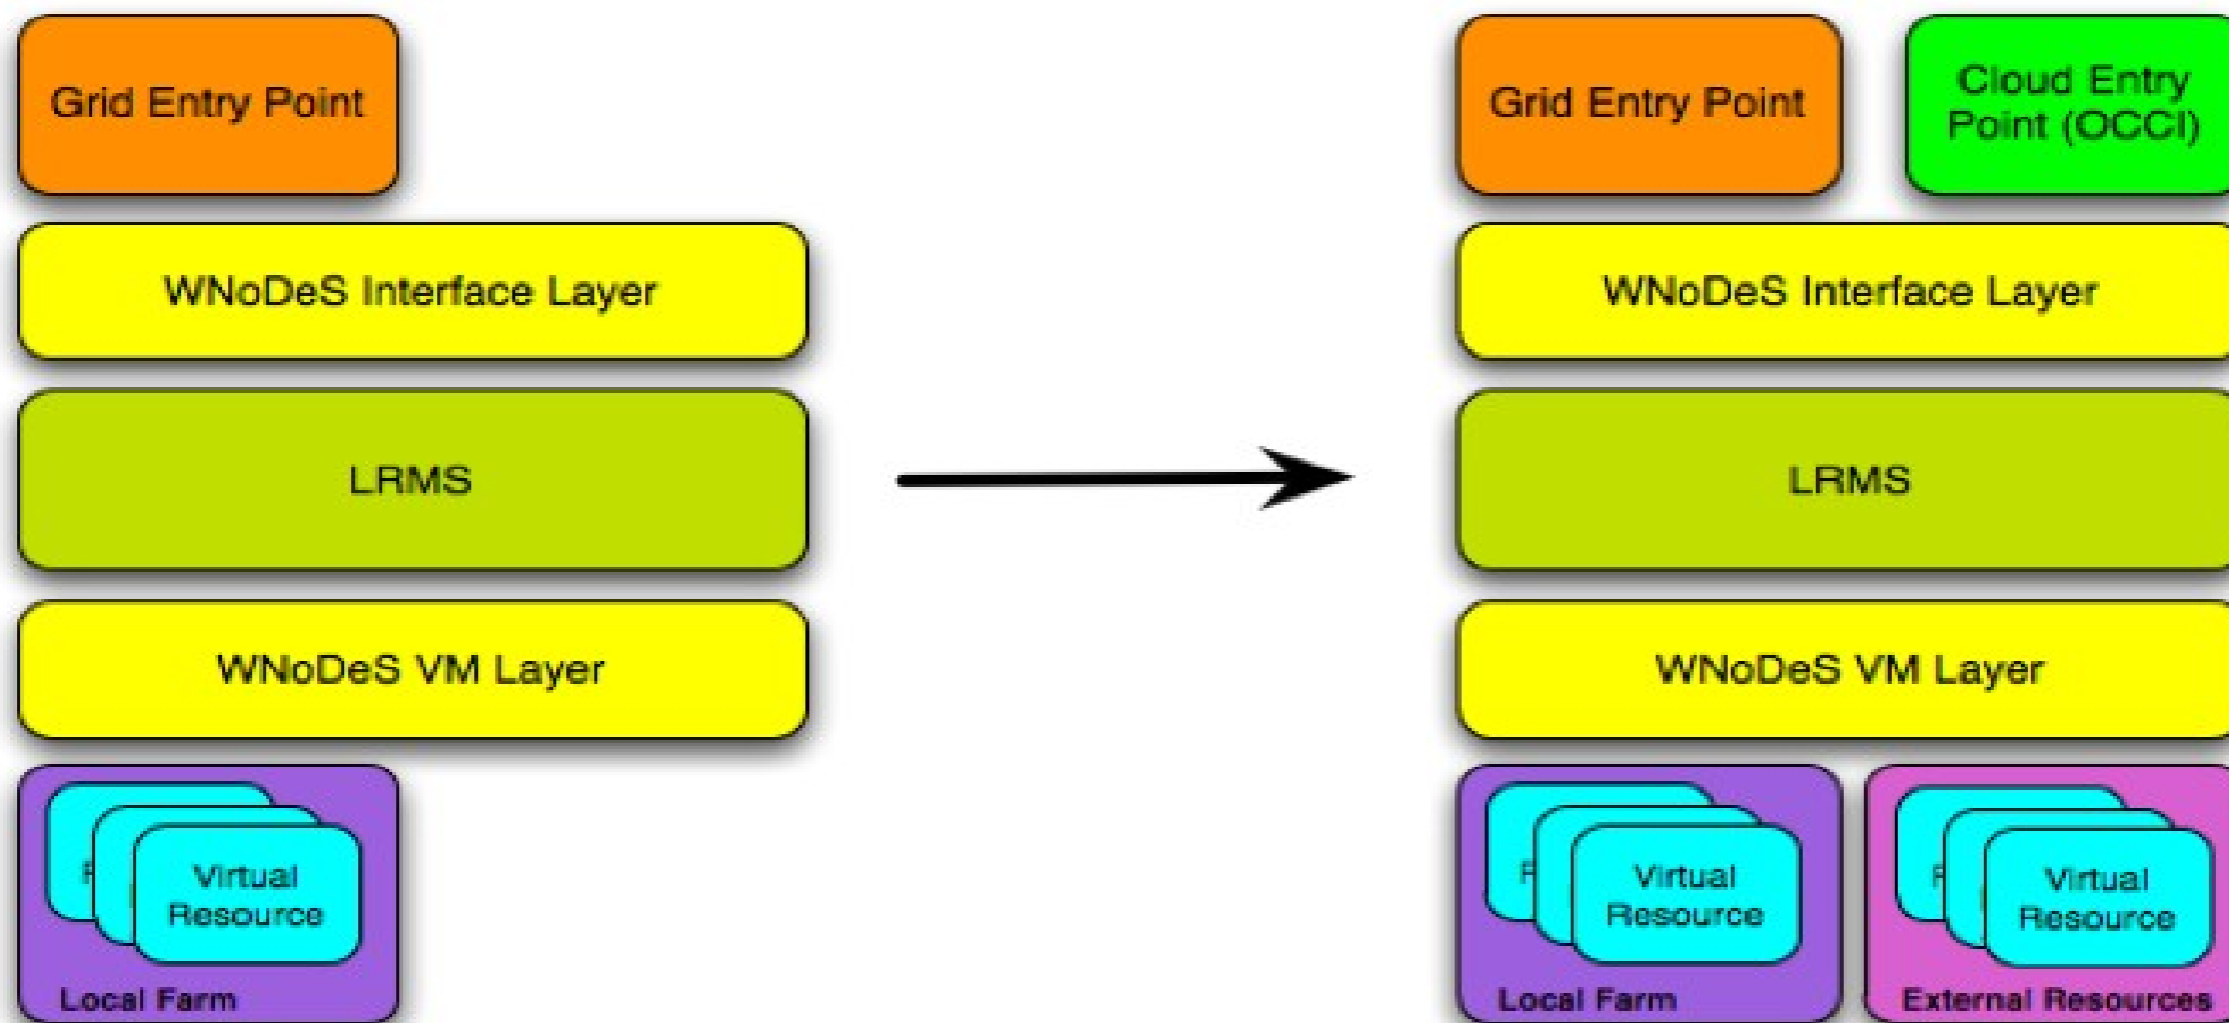 Grid Entry Point
WNoDeS Interface Layer
LRMS
WNoDeS VM Layer
Virtual
Resource
Local Farm
Grid Entry Point
Cloud Entry
Point (OCCI)
WNoDeS Interface Layer
LRMS
WNoDeS VM Layer
Virtual
Resource
Local Farm
Virtual
Resource
External Resources